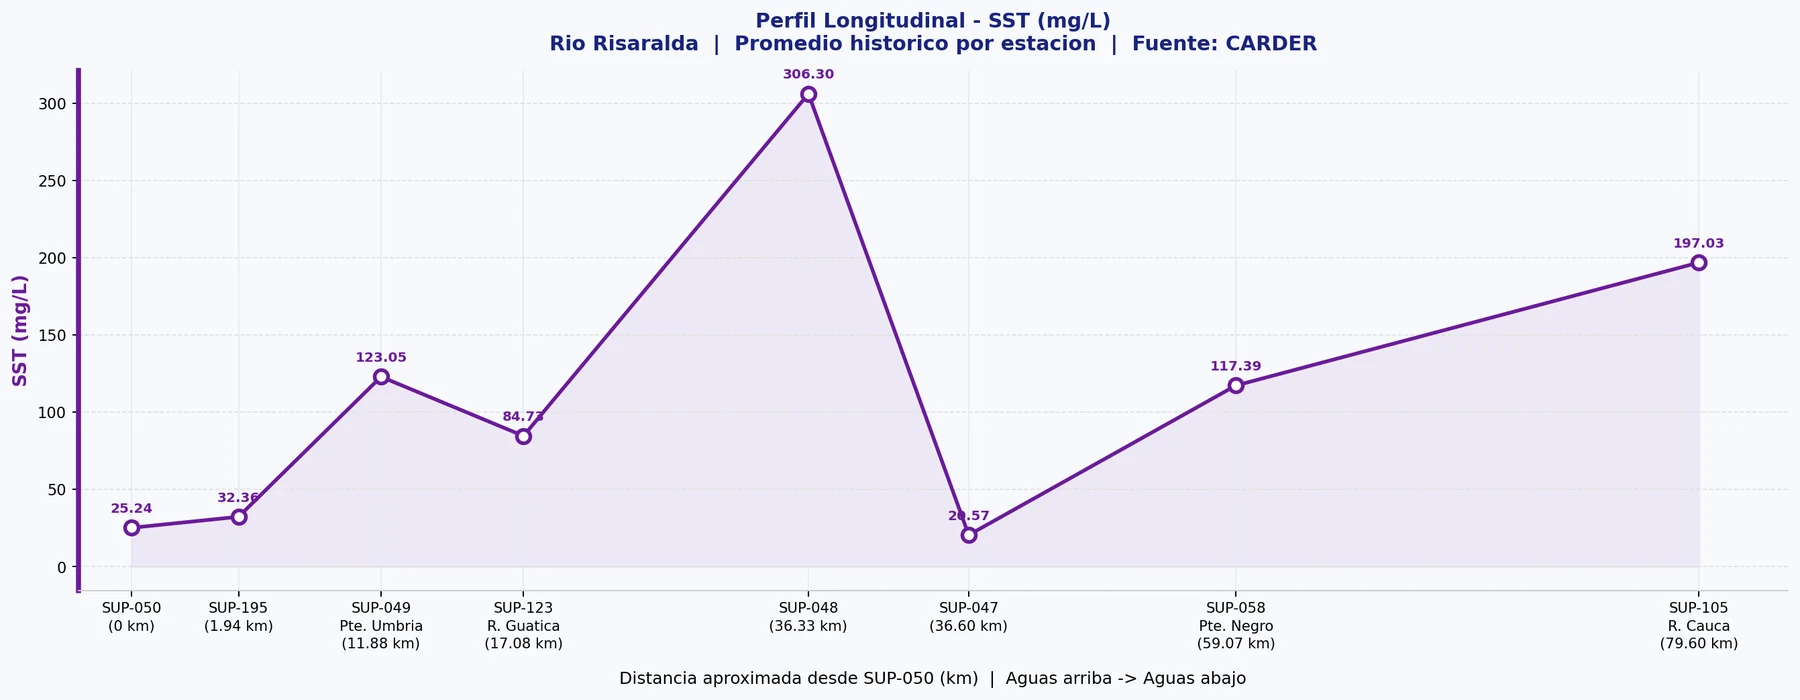 Perfil Longitudinal - SST (mg/L)
Rio Risaralda | Promedio historico por estacion | Fuente: CARDER
SST (mg/L)
300
250
200
150
100
50
0
25.24
32.36
123.05
84.73
306.30
20.57
117.39
197.03
SUP-050
(0 km)
SUP-195
(1.94 km)
SUP-049
Pte. Umbria
(11.88 km)
SUP-123
R. Guatica
(17.08 km)
SUP-048
(36.33 km)
SUP-047
(36.60 km)
SUP-058
Pte. Negro
(59.07 km)
SUP-105
R. Cauca
(79.60 km)
Distancia aproximada desde SUP-050 (km) | Aguas arriba -> Aguas abajo